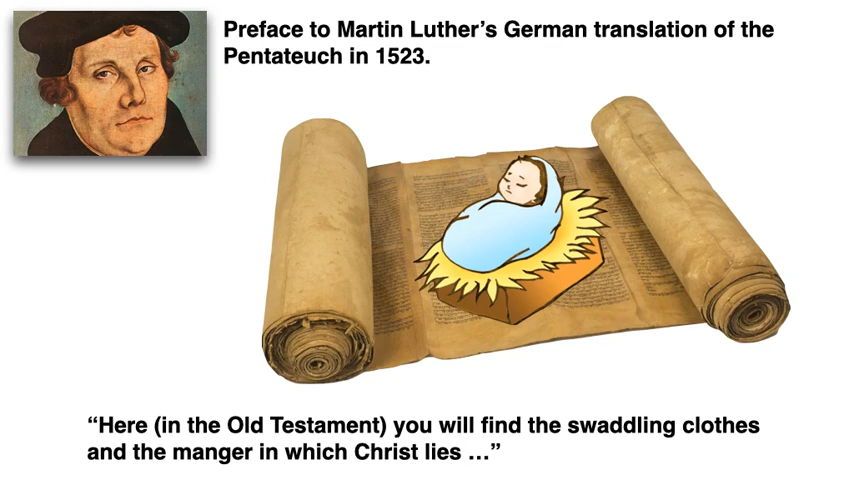 Preface to Martin Luther’s German translation of the
Pentateuch in 1523.
“Here (in the Old Testament) you will find the swaddling clothes
and the manger in which Christ lies …”